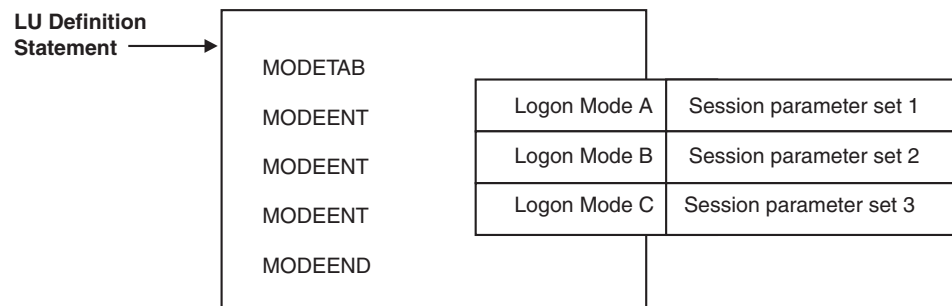 LU Definition
Statement
MODETAB
MODEENT
Logon Mode A Session parameter set 1
MODEENT
Logon Mode B Session parameter set 2
MODEENT
Logon Mode C Session parameter set 3
MODEEND